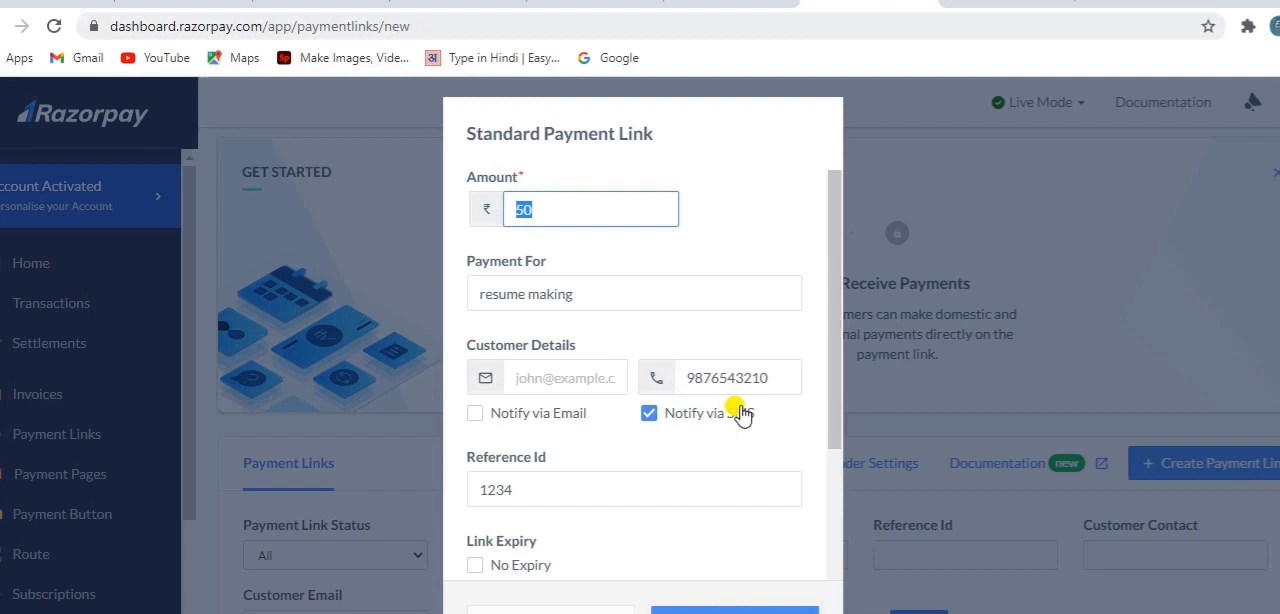 dashboard.razorpay.com/app/paymentlinks/new
Apps Gmail YouTube Maps Sp Make Images, Vide... अ Type in Hindi | Easy,... G Google
Razorpay
Live Mode Documentation
Standard Payment Link
Amount*
₹ 50
GET STARTED
ccount Activated
ersonalise your Account
Payment For
resume making
Home
Transactions
Settlements
Receive Payments
mers can make domestic and
nal payments directly on the
payment link.
Customer Details
john@example.c 9876543210
Notify via Email Notify via
Invoices
Payment Links
Payment Pages
Payment Button
Route
Subscriptions
Reference Id
1234
Payment Links
der Settings Documentation new + Create Payment Lin
Link Expiry
No Expiry
Payment Link Status
All
Customer Email
Reference Id
Customer Contact